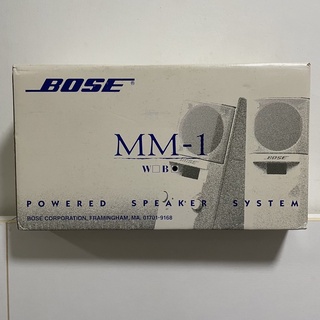 BOSE®
BOSE
MM-1
W□ B■
POWERED SPEAKER SYSTEM
BOSE CORPORATION, FRAMINGHAM, MA. 01701-9168